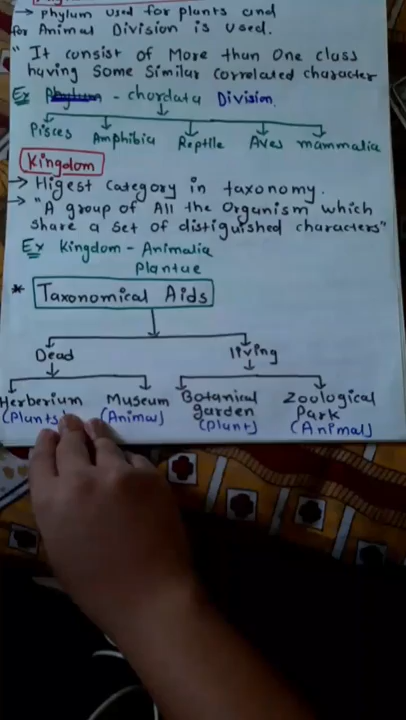 → phylum used for plants and
for Animal Division is used.
" It consist of More than One class
having Some Similar Correlated character
Ex - chordata Division.
Pisces Amphibia Reptile Aves mammalia
Kingdom
→ Higest Category in taxonomy.
→ "A group of All the Organism which
share a Set of distiguished characters"
Ex Kingdom - Animalia
Plantae
* Taxonomical Aids
Dead living
Herberium Museum Botanical Zoological
(Plants) (Animal) garden Park
(Plant) (Animal)